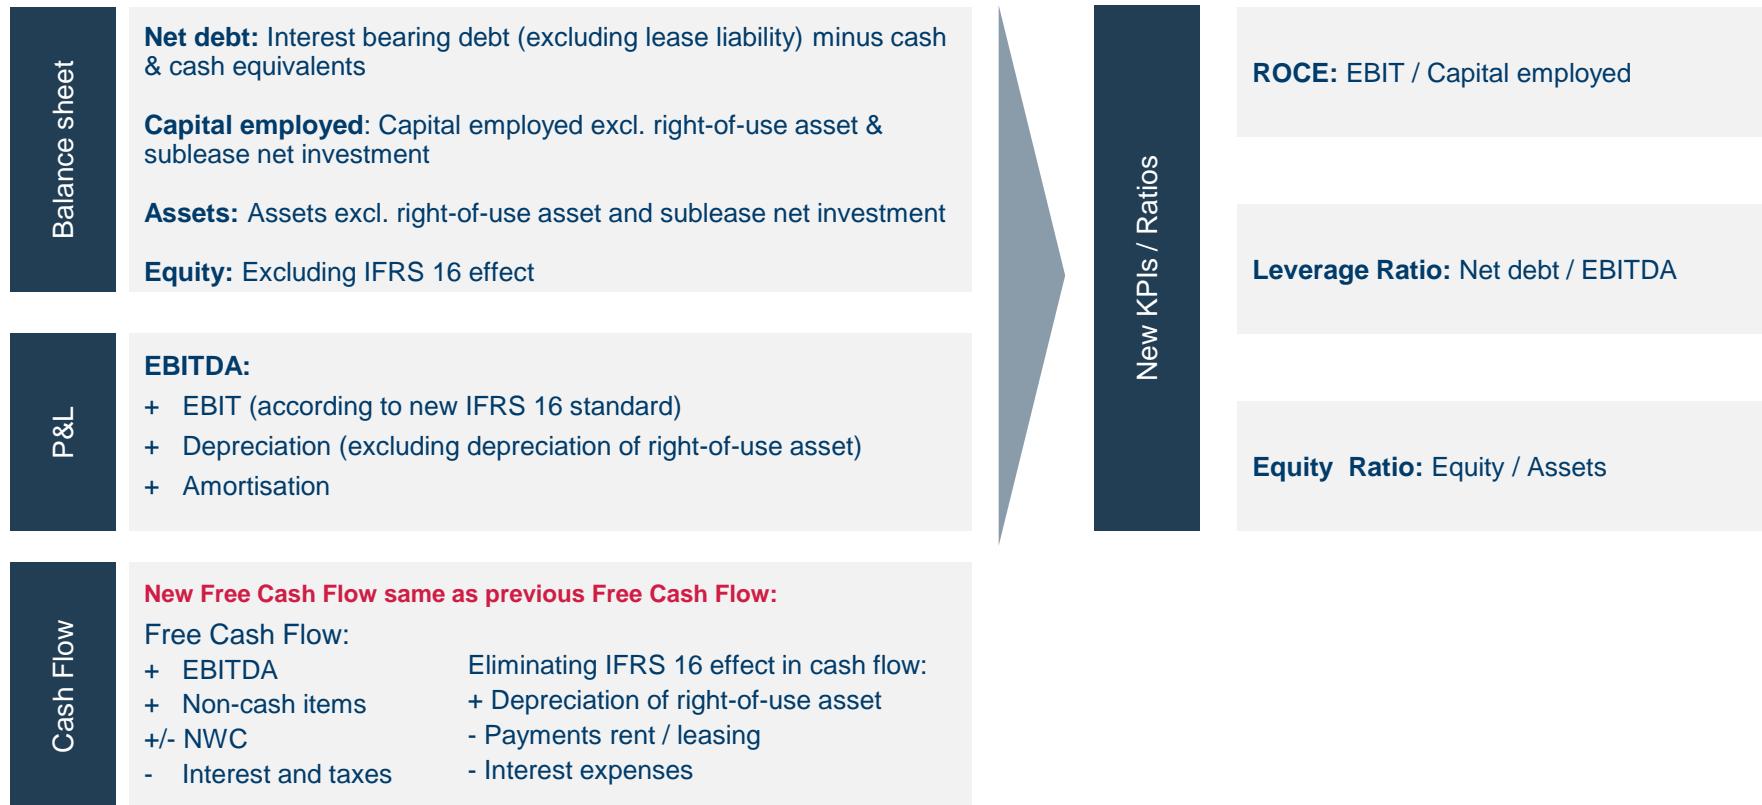 Balance sheet
Net debt: Interest bearing debt (excluding lease liability) minus cash
& cash equivalents
Capital employed: Capital employed excl. right-of-use asset &
sublease net investment
Assets: Assets excl. right-of-use asset and sublease net investment
Equity: Excluding IFRS 16 effect
P&L
EBITDA:
+ EBIT (according to new IFRS 16 standard)
+ Depreciation (excluding depreciation of right-of-use asset)
+ Amortisation
Cash Flow
New Free Cash Flow same as previous Free Cash Flow:
Free Cash Flow:
+ EBITDA
+ Non-cash items
+/- NWC
- Interest and taxes
Eliminating IFRS 16 effect in cash flow:
+ Depreciation of right-of-use asset
- Payments rent / leasing
- Interest expenses
New KPIs / Ratios
ROCE: EBIT / Capital employed
Leverage Ratio: Net debt / EBITDA
Equity Ratio: Equity / Assets